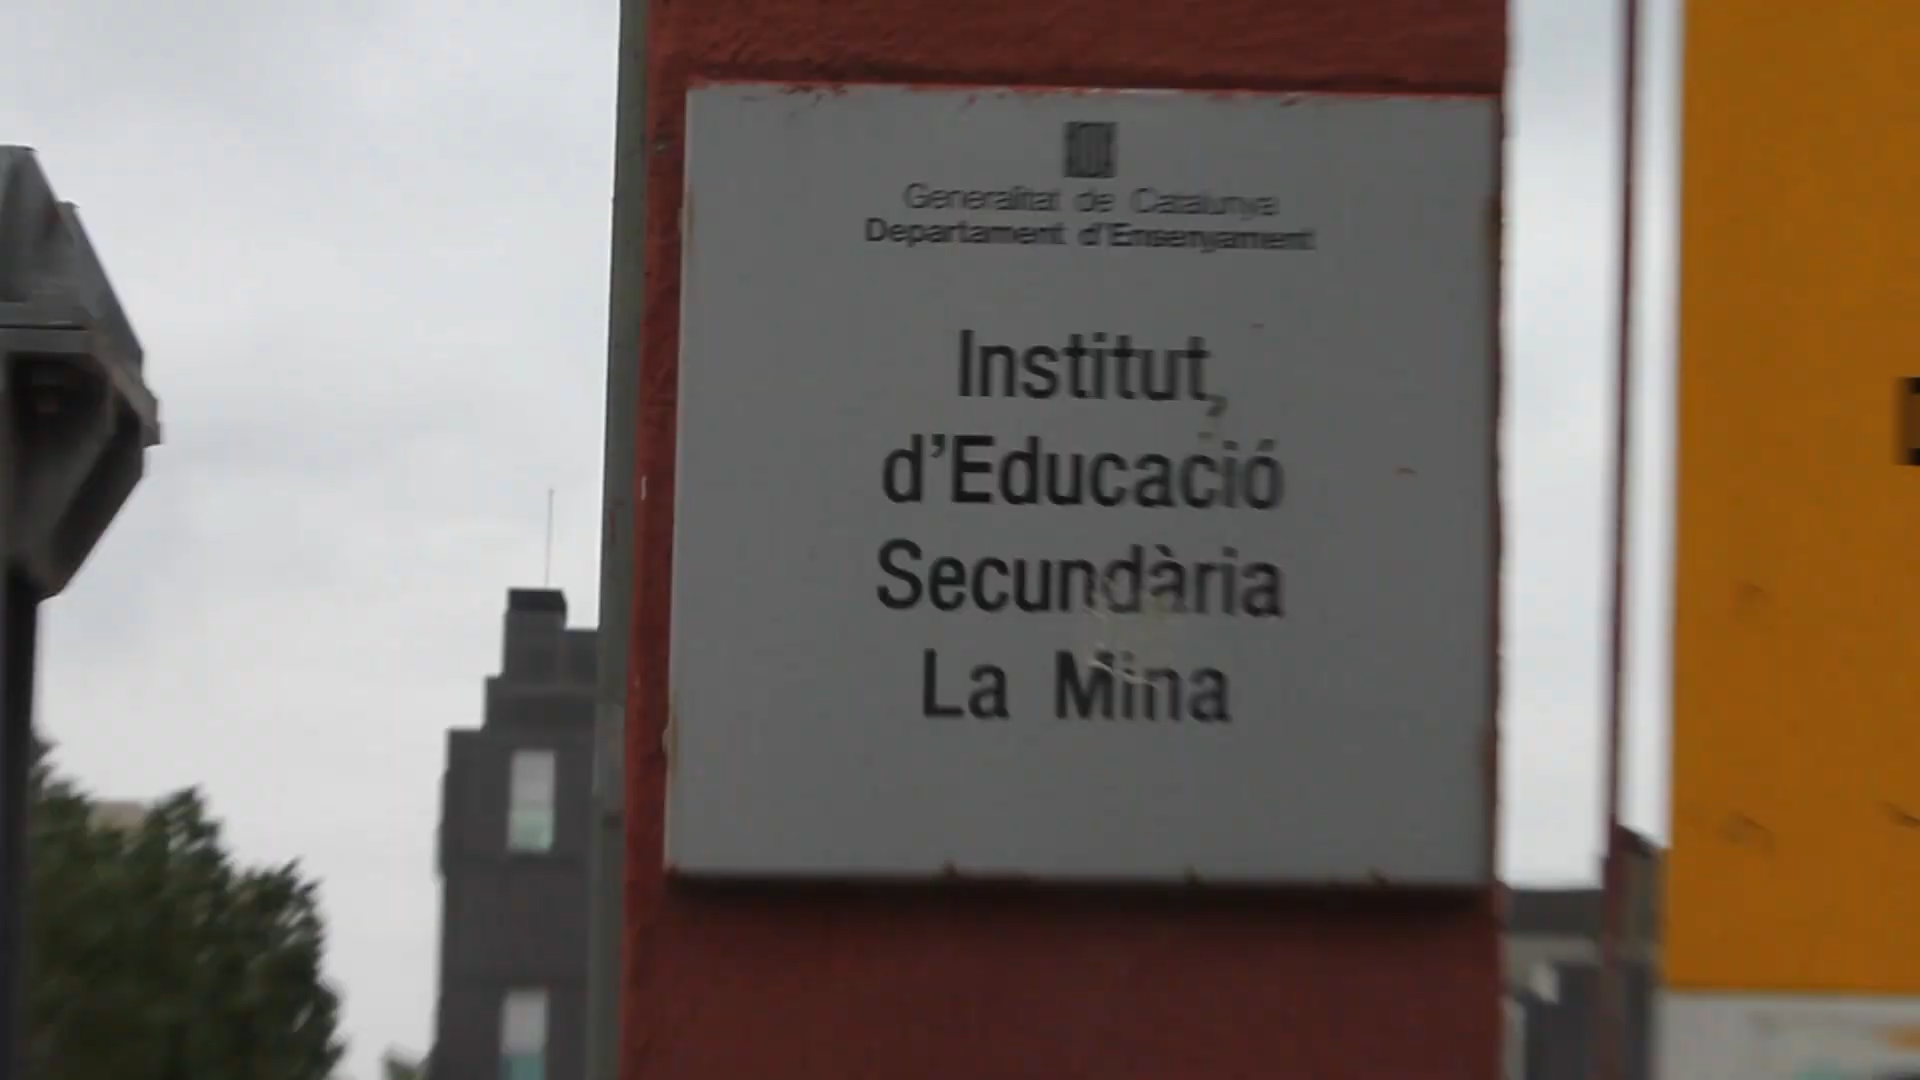 Generalitat de Catalunya
Departament d'Ensenyament
Institut
d'Educació
Secundària
La Mina